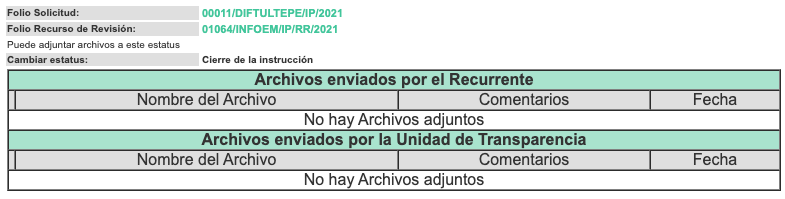 Folio Solicitud: 00011/DIFTULTEPE/IP/2021
Folio Recurso de Revisión: 01064/INFOEM/IP/RR/2021
Puede adjuntar archivos a este estatus
Cambiar estatus: Cierre de la instrucción
Archivos enviados por el Recurrente
Nombre del Archivo Comentarios Fecha
No hay Archivos adjuntos
Archivos enviados por la Unidad de Transparencia
Nombre del Archivo Comentarios Fecha
No hay Archivos adjuntos